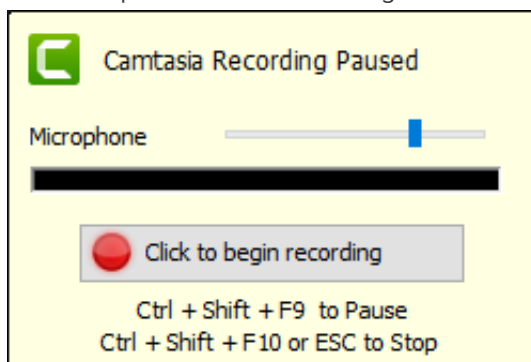 Camtasia Recording Paused
Microphone
Click to begin recording
Ctrl + Shift + F9 to Pause
Ctrl + Shift + F10 or ESC to Stop